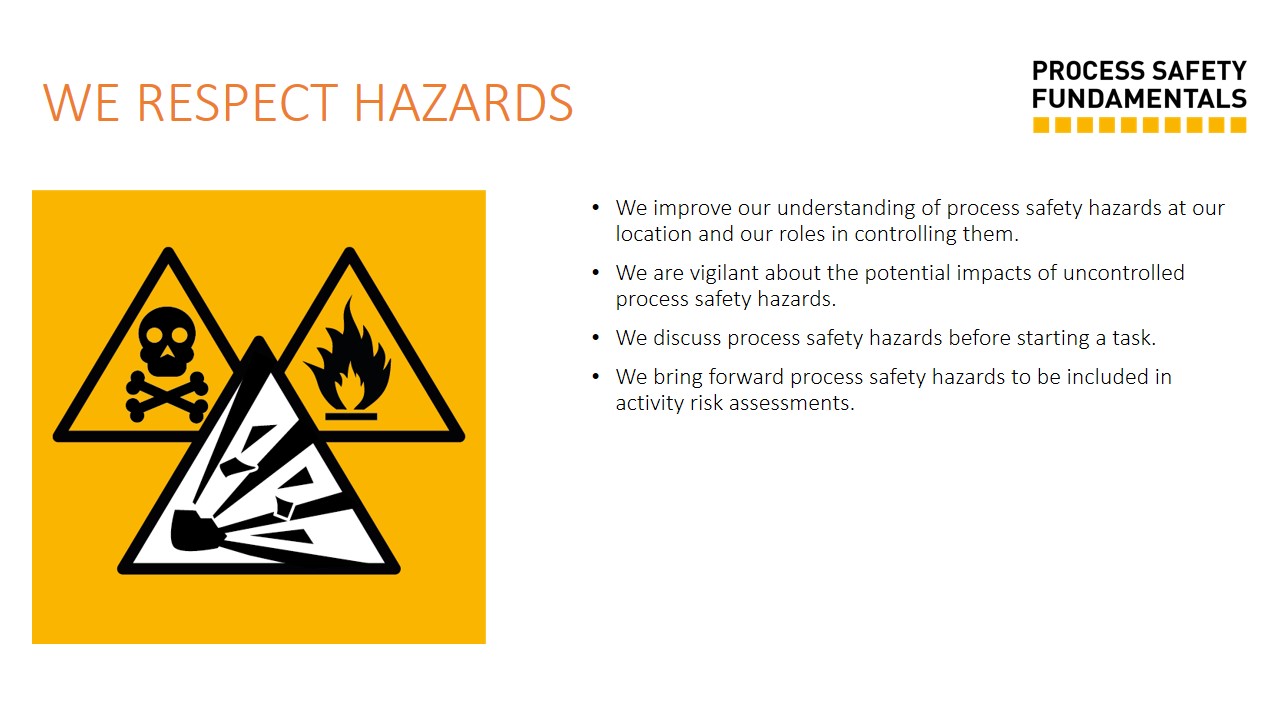 WE RESPECT HAZARDS
PROCESS SAFETY
FUNDAMENTALS
• We improve our understanding of process safety hazards at our
location and our roles in controlling them.
• We are vigilant about the potential impacts of uncontrolled
process safety hazards.
• We discuss process safety hazards before starting a task.
• We bring forward process safety hazards to be included in
activity risk assessments.